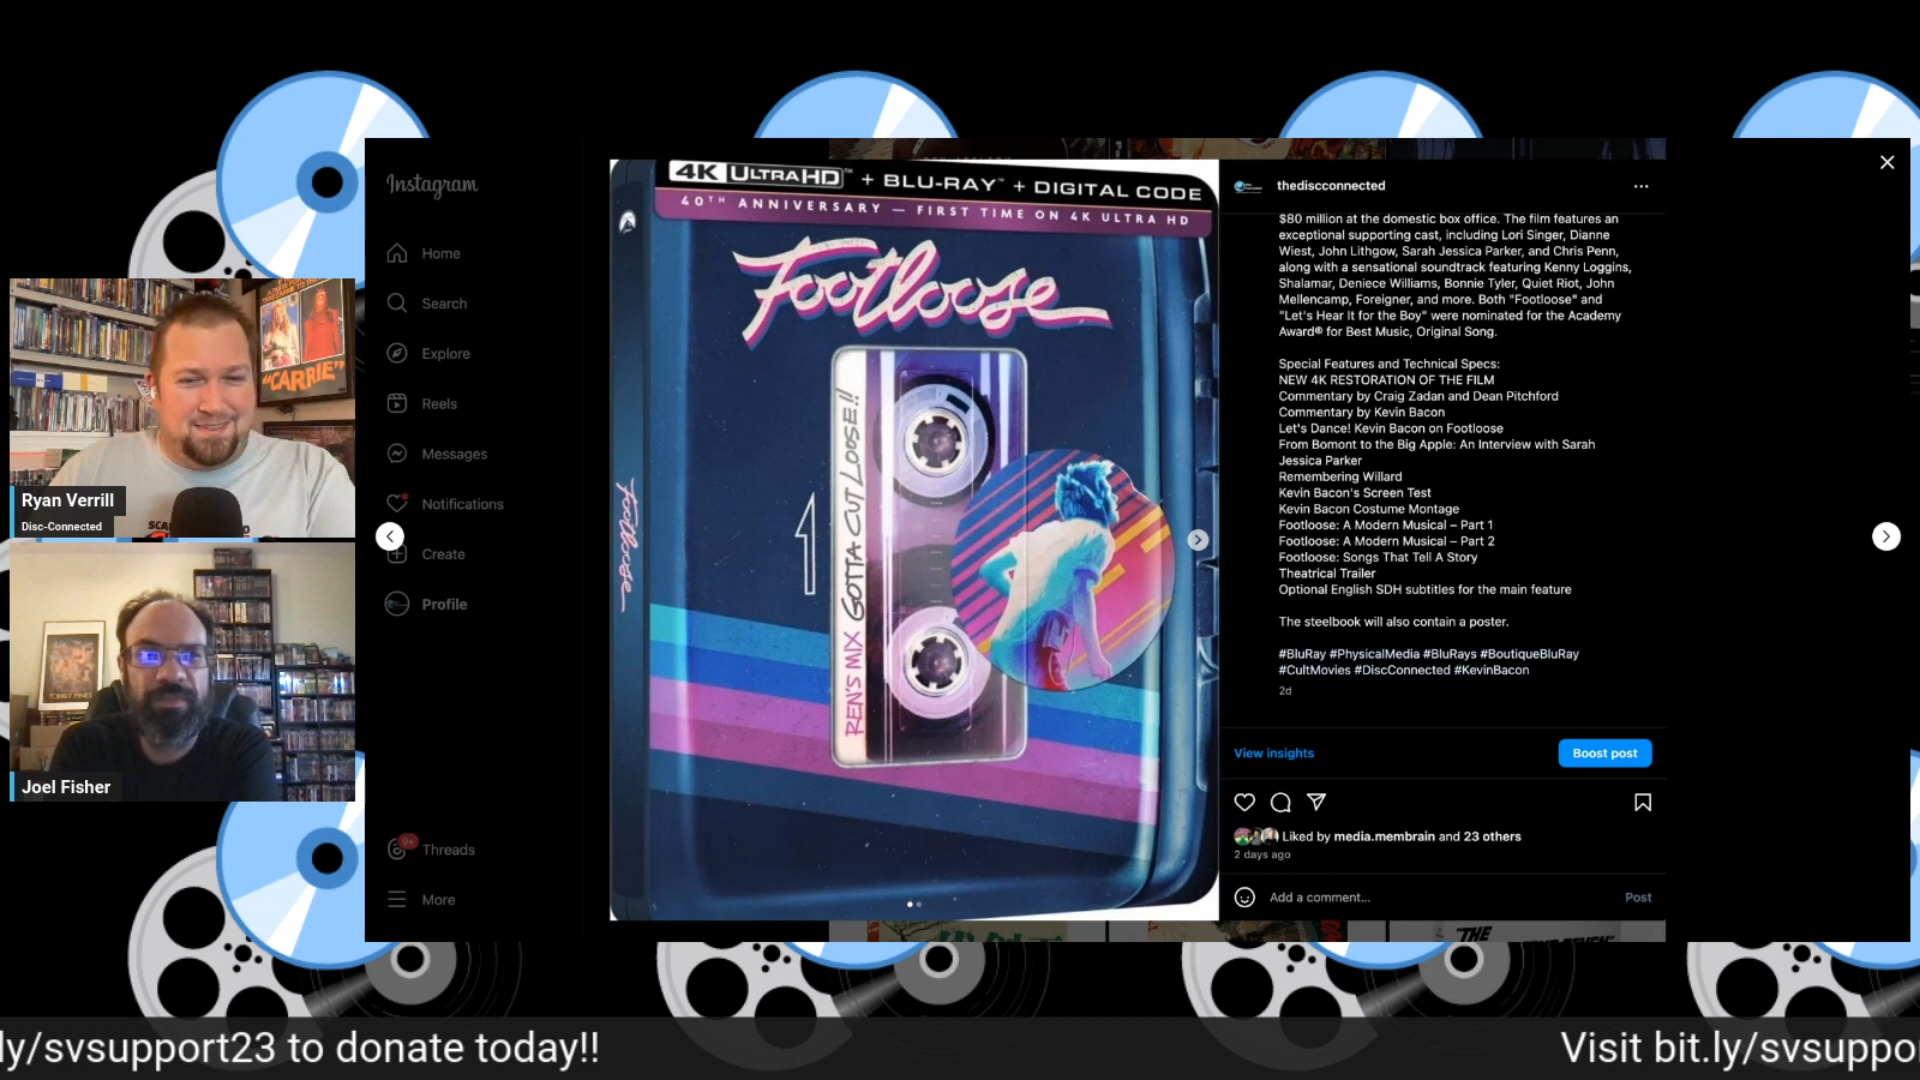 Instagram
Home
Search
Explore
Reels
Messages
Notifications
Create
Profile
9+
Threads
More
"CARRIE"
Ryan Verrill
Disc-Connected
Joel Fisher
4K ULTRA HD™ + BLU-RAY™ + DIGITAL CODE
40TH ANNIVERSARY — FIRST TIME ON 4K ULTRA HD
Footloose
Footloose
REN'S MIX GOTTA CUT LOOSE!!
thediscconnected
$80 million at the domestic box office. The film features an
exceptional supporting cast, including Lori Singer, Dianne
Wiest, John Lithgow, Sarah Jessica Parker, and Chris Penn,
along with a sensational soundtrack featuring Kenny Loggins,
Shalamar, Deniece Williams, Bonnie Tyler, Quiet Riot, John
Mellencamp, Foreigner, and more. Both "Footloose" and
"Let's Hear It for the Boy" were nominated for the Academy
Award® for Best Music, Original Song.
Special Features and Technical Specs:
NEW 4K RESTORATION OF THE FILM
Commentary by Craig Zadan and Dean Pitchford
Commentary by Kevin Bacon
Let's Dance! Kevin Bacon on Footloose
From Bomont to the Big Apple: An Interview with Sarah
Jessica Parker
Remembering Willard
Kevin Bacon's Screen Test
Kevin Bacon Costume Montage
Footloose: A Modern Musical – Part 1
Footloose: A Modern Musical – Part 2
Footloose: Songs That Tell A Story
Theatrical Trailer
Optional English SDH subtitles for the main feature
The steelbook will also contain a poster.
#BluRay #PhysicalMedia #BluRays #BoutiqueBluRay
#CultMovies #DiscConnected #KevinBacon
2d
View insights
Boost post
Liked by media.membrain and 23 others
2 days ago
Add a comment...
Post
THE
ly/svsupport23 to donate today!!
Visit bit.ly/svsuppo